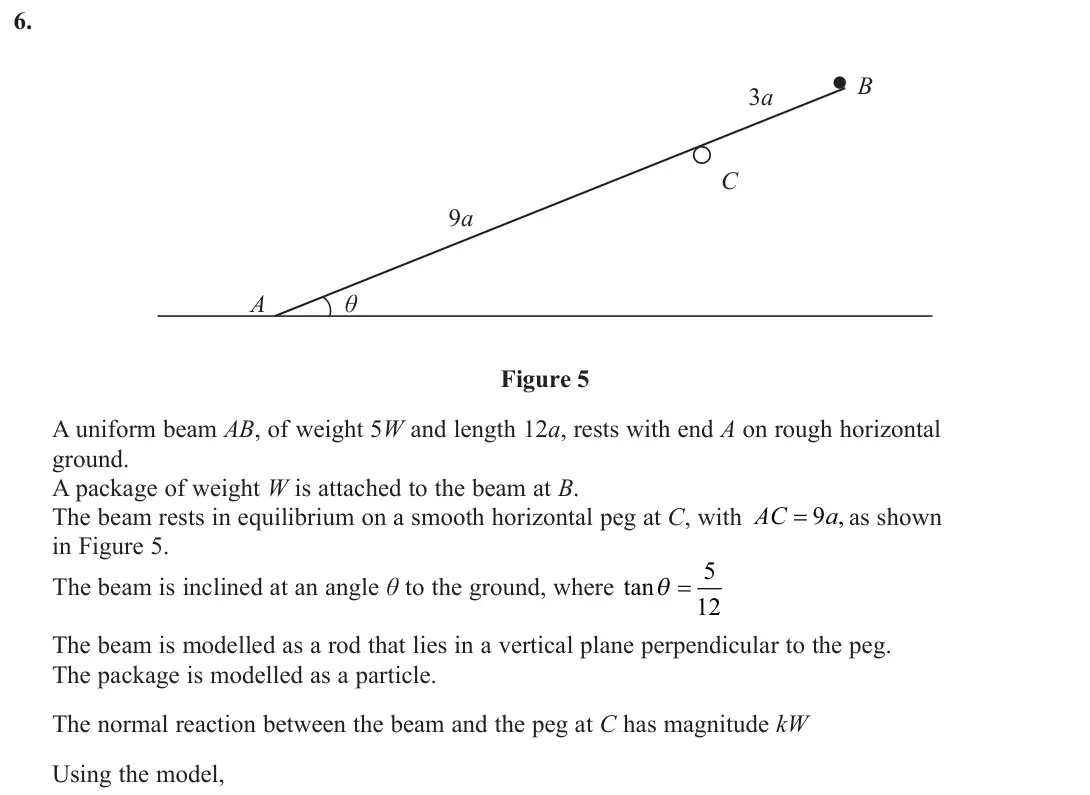 6.
B
3a
C
9a
A
θ
Figure 5
A uniform beam AB, of weight 5W and length 12a, rests with end A on rough horizontal
ground.
A package of weight W is attached to the beam at B.
The beam rests in equilibrium on a smooth horizontal peg at C, with AC = 9a, as shown
in Figure 5.
The beam is inclined at an angle θ to the ground, where tanθ = 5/12
The beam is modelled as a rod that lies in a vertical plane perpendicular to the peg.
The package is modelled as a particle.
The normal reaction between the beam and the peg at C has magnitude kW
Using the model,